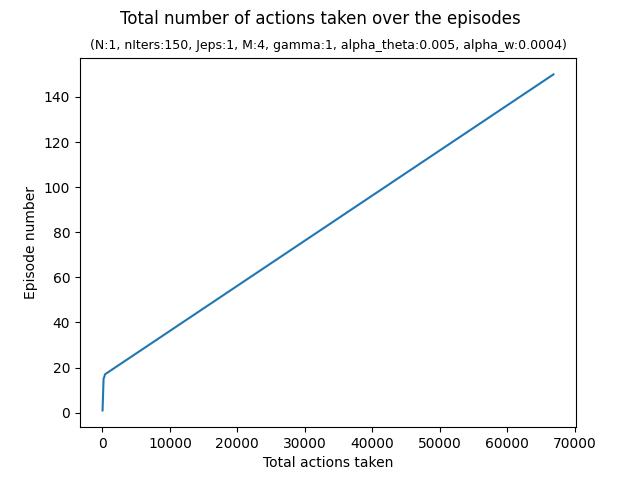 Total number of actions taken over the episodes
(N:1, nIters:150, Jeps:1, M:4, gamma:1, alpha_theta:0.005, alpha_w:0.0004)
140
120
100
80
60
40
20
0
Episode number
0 10000 20000 30000 40000 50000 60000 70000
Total actions taken